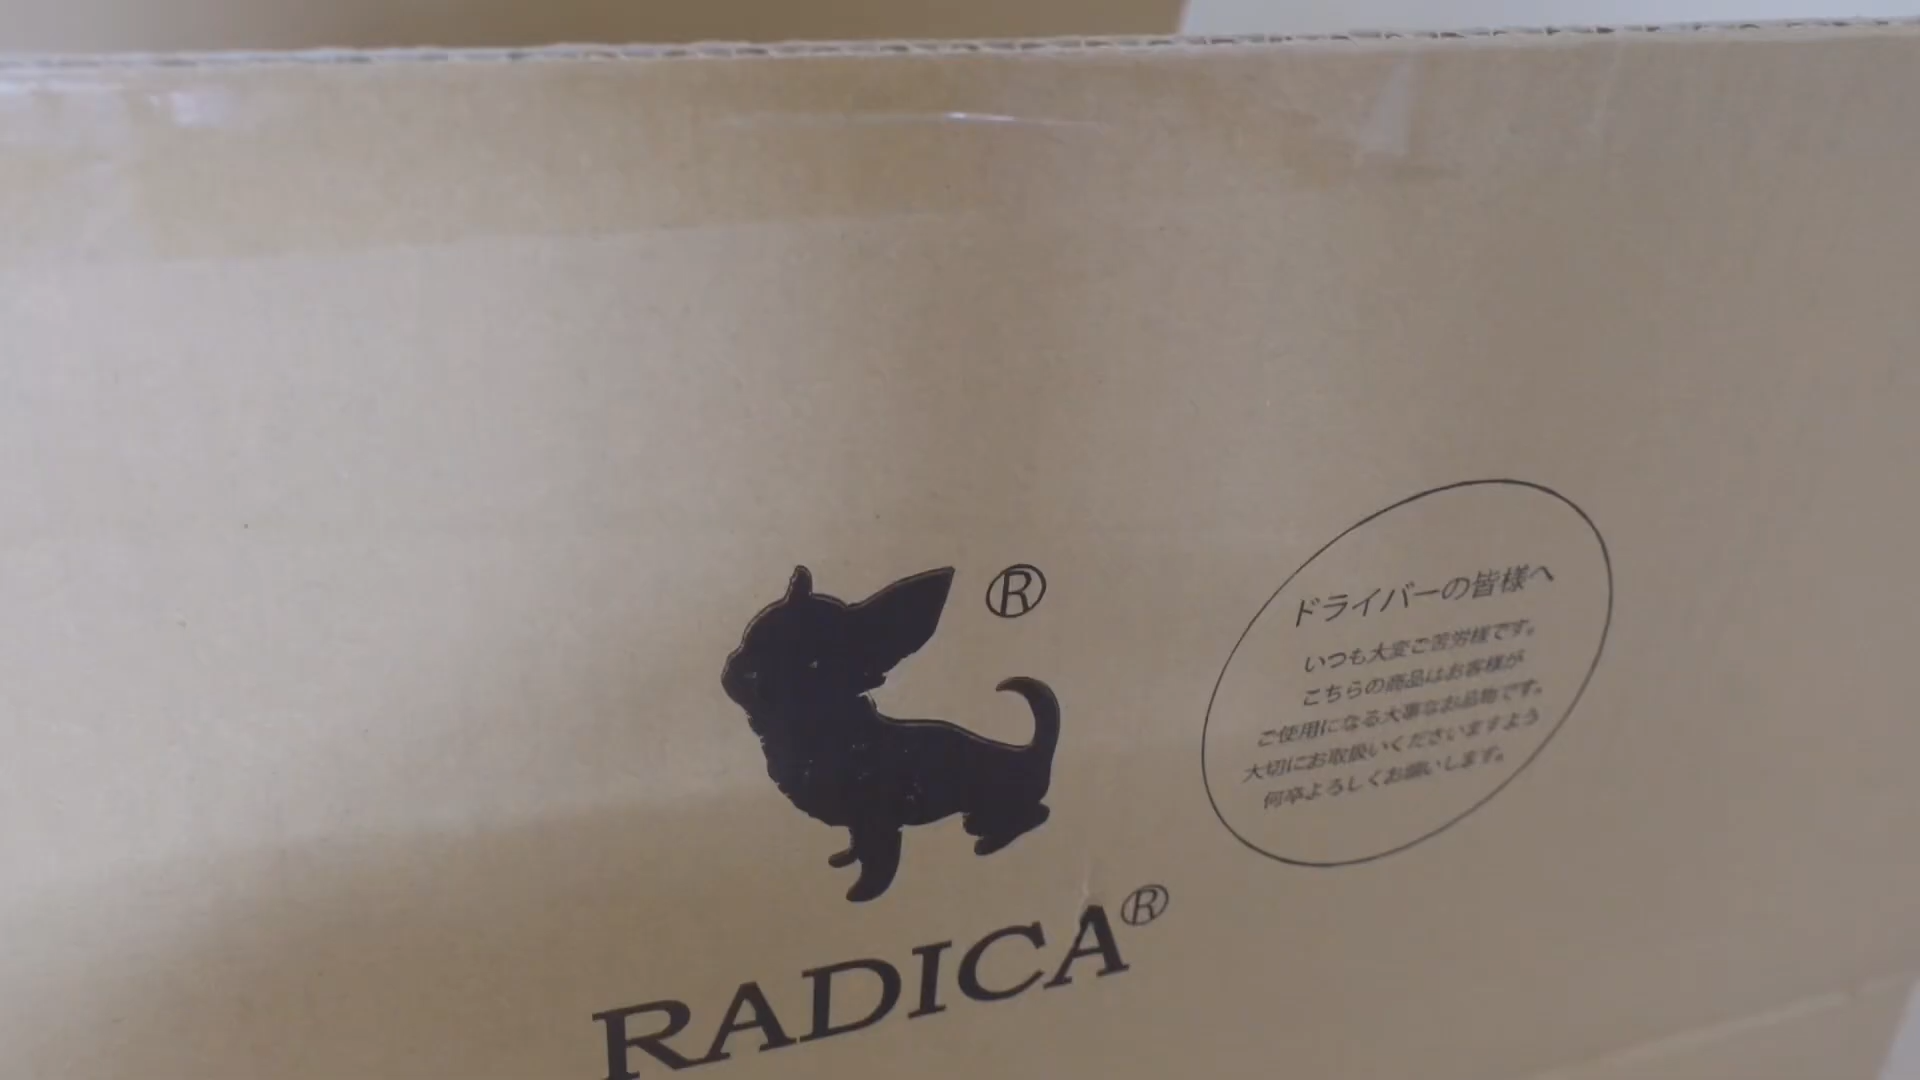 ®
RADICA®
ドライバーの皆様へ
いつも大変ご苦労様です。
こちらの商品はお客様が
ご使用になる大事なお品物です。
大切にお取扱いくださいますよう
何卒よろしくお願いします。